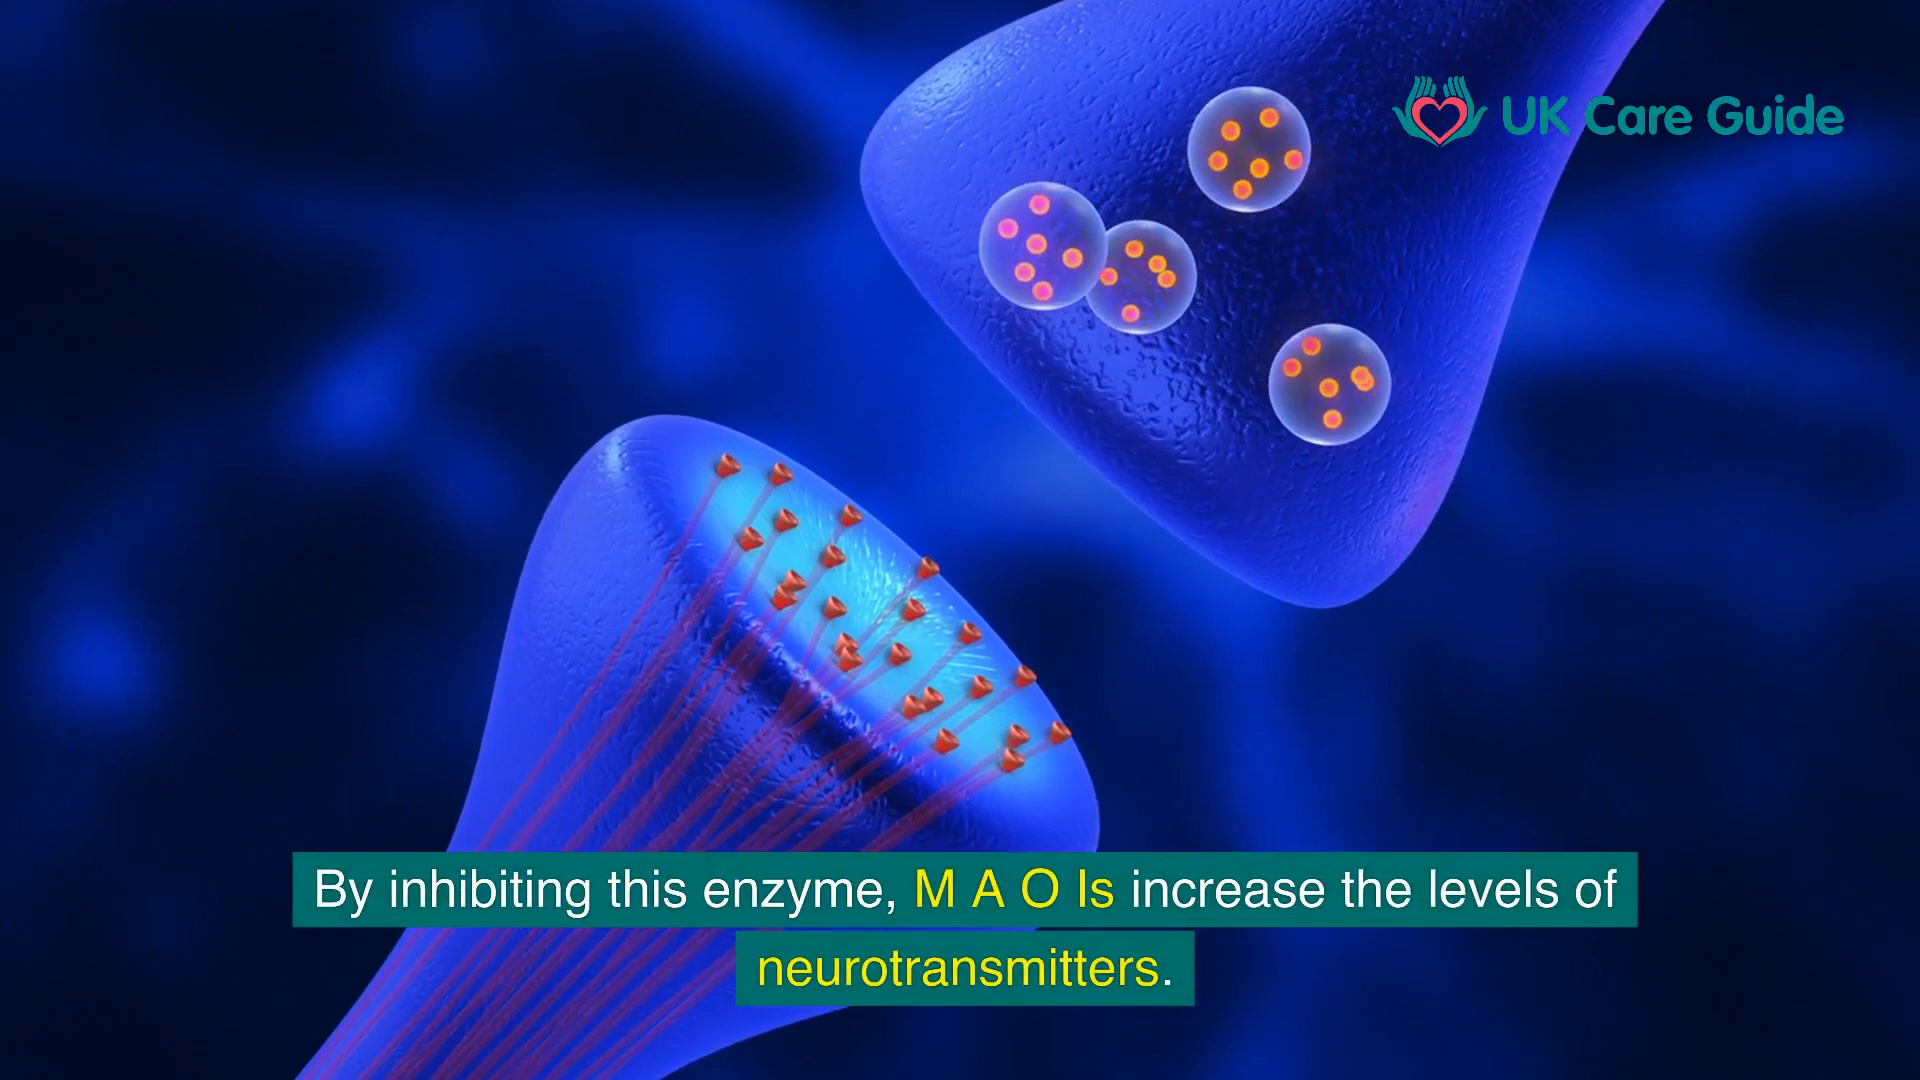 UK Care Guide
By inhibiting this enzyme, M A O Is increase the levels of
neurotransmitters.